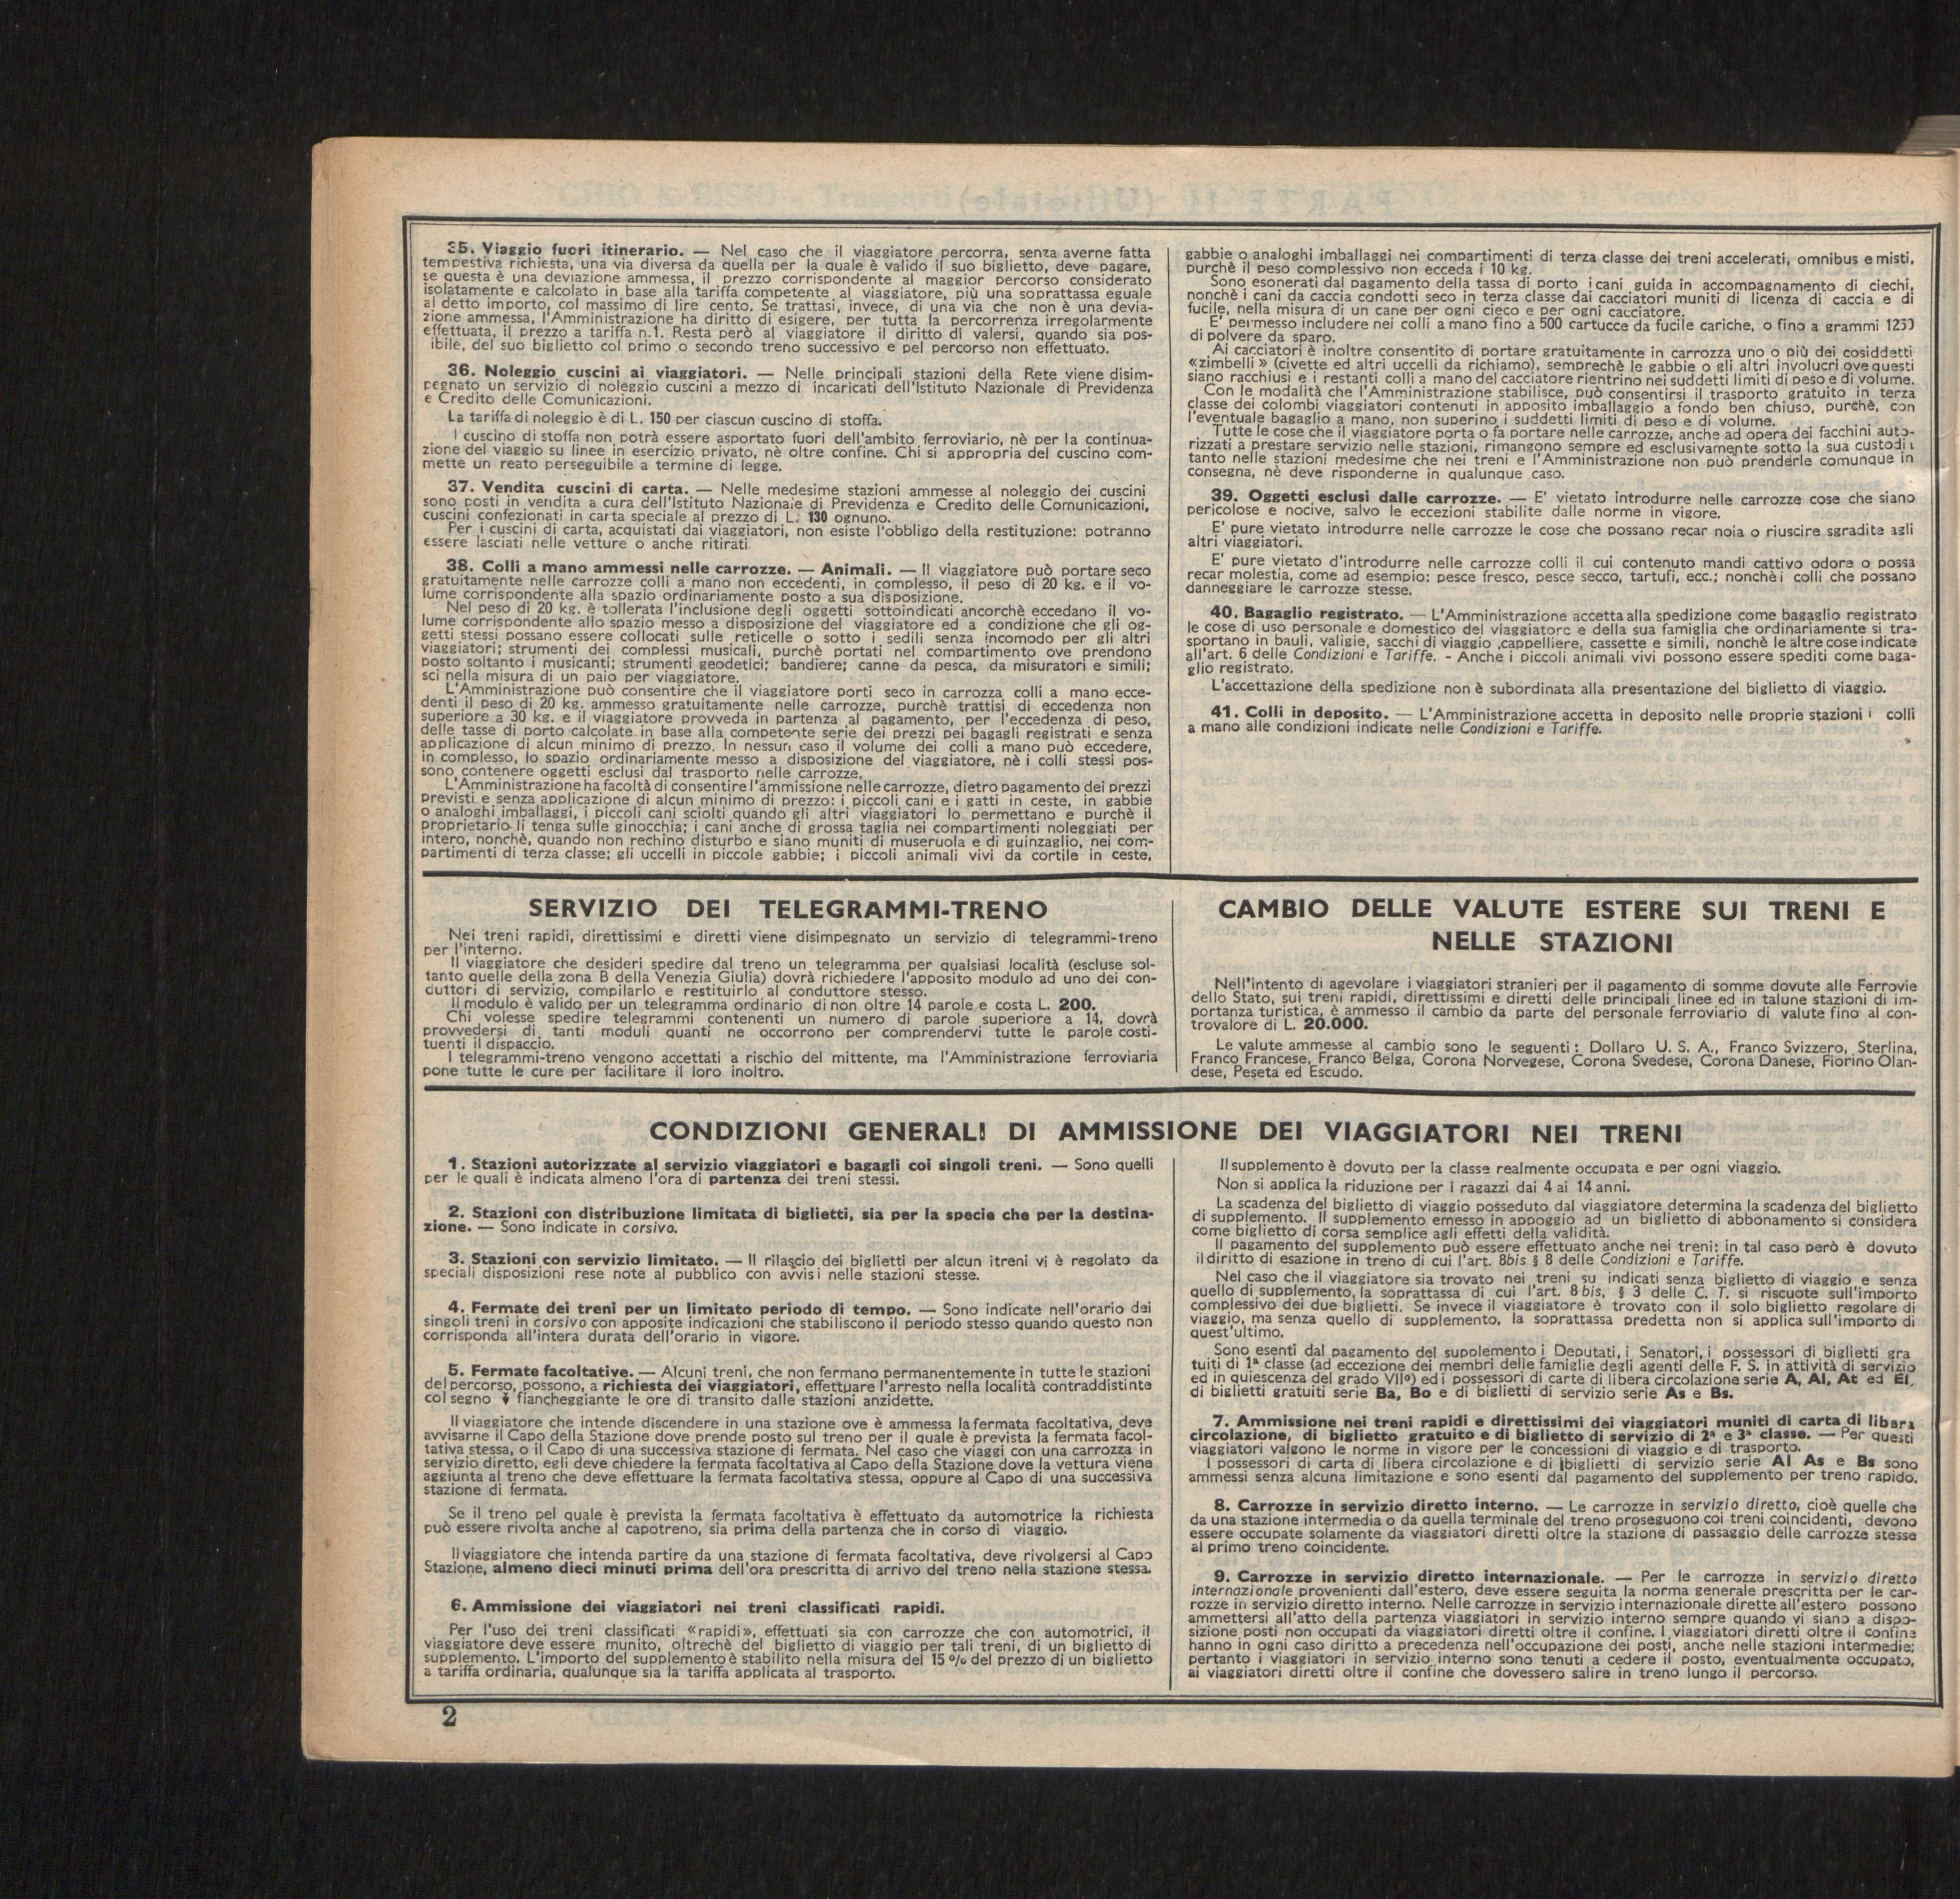 35. Viaggio fuori itinerario. — Nel caso che il viaggiatore percorra, senza averne fatta
tempestiva richiesta, una via diversa da quella per la quale è valido il suo biglietto, deve pagare,
se questa è una deviazione ammessa, il prezzo corrispondente al maggior percorso considerato
isolatamente e calcolato in base alla tariffa competente al viaggiatore, più una soprattassa eguale
al detto importo, col massimo di lire cento. Se trattasi, invece, di una via che non è una devia-
zione ammessa, l'Amministrazione ha diritto di esigere, per tutta la percorrenza irregolarmente
effettuata, il prezzo a tariffa n.1. Resta però al viaggiatore il diritto di valersi, quando sia pos-
ibile, del suo biglietto col primo o secondo treno successivo e pel percorso non effettuato.
36. Noleggio cuscini ai viaggiatori. — Nelle principali stazioni della Rete viene disim-
pegnato un servizio di noleggio cuscini a mezzo di incaricati dell'Istituto Nazionale di Previdenza
e Credito delle Comunicazioni.
La tariffa di noleggio è di L. 150 per ciascun cuscino di stoffa.
I cuscino di stoffa non potrà essere asportato fuori dell'ambito ferroviario, nè per la continua-
zione del viaggio su linee in esercizio privato, nè oltre confine. Chi si appropria del cuscino com-
mette un reato perseguibile a termine di legge.
37. Vendita cuscini di carta. — Nelle medesime stazioni ammesse al noleggio dei cuscini
sono posti in vendita a cura dell'Istituto Nazionale di Previdenza e Credito delle Comunicazioni,
cuscini confezionati in carta speciale al prezzo di L. 130 ognuno.
Per i cuscini di carta, acquistati dai viaggiatori, non esiste l'obbligo della restituzione: potranno
essere lasciati nelle vetture o anche ritirati
38. Colli a mano ammessi nelle carrozze. — Animali. — Il viaggiatore può portare seco
gratuitamente nelle carrozze colli a mano non eccedenti, in complesso, il peso di 20 kg. e il vo-
lume corrispondente alla spazio ordinariamente posto a sua disposizione.
Nel peso di 20 kg. è tollerata l'inclusione degli oggetti sottoindicati ancorchè eccedano il vo-
lume corrispondente allo spazio messo a disposizione del viaggiatore ed a condizione che gli og-
getti stessi possano essere collocati sulle reticelle o sotto i sedili senza incomodo per gli altri
viaggiatori; strumenti dei complessi musicali, purchè portati nel compartimento ove prendono
posto soltanto i musicanti; strumenti geodetici; bandiere; canne da pesca, da misuratori e simili;
sci nella misura di un paio per viaggiatore.
L'Amministrazione può consentire che il viaggiatore porti seco in carrozza colli a mano ecce-
denti il peso di 20 kg. ammesso gratuitamente nelle carrozze, purchè trattisi di eccedenza non
superiore a 30 kg. e il viaggiatore provveda in partenza al pagamento, per l'eccedenza di peso,
delle tasse di porto calcolate in base alla competente serie dei prezzi pei bagagli registrati e senza
applicazione di alcun minimo di prezzo. In nessun caso il volume dei colli a mano può eccedere,
in complesso, lo spazio ordinariamente messo a disposizione del viaggiatore, nè i colli stessi pos-
sono contenere oggetti esclusi dal trasporto nelle carrozze.
L'Amministrazione ha facoltà di consentire l'ammissione nelle carrozze, dietro pagamento dei prezzi
previsti e senza applicazione di alcun minimo di prezzo: i piccoli cani e i gatti in ceste, in gabbie
o analoghi imballaggi, i piccoli cani sciolti quando gli altri viaggiatori lo permettano e purchè il
proprietario li tenga sulle ginocchia; i cani anche di grossa taglia nei compartimenti noleggiati per
intero, nonchè, quando non rechino disturbo e siano muniti di museruola e di guinzaglio, nei com-
partimenti di terza classe; gli uccelli in piccole gabbie; i piccoli animali vivi da cortile in ceste,
gabbie o analoghi imballaggi nei compartimenti di terza classe dei treni accelerati, omnibus e misti,
purchè il peso complessivo non ecceda i 10 kg.
Sono esonerati dal pagamento della tassa di porto i cani guida in accompagnamento di ciechi,
nonchè i cani da caccia condotti seco in terza classe dai cacciatori muniti di licenza di caccia e di
fucile, nella misura di un cane per ogni cieco e per ogni cacciatore.
E' permesso includere nei colli a mano fino a 500 cartucce da fucile cariche, o fino a grammi 1250
di polvere da sparo.
Ai cacciatori è inoltre consentito di portare gratuitamente in carrozza uno o più dei cosiddetti
«zimbelli» (civette ed altri uccelli da richiamo), sempreché le gabbie o gli altri involucri ove questi
siano racchiusi e i restanti colli a mano del cacciatore rientrino nei suddetti limiti di peso e di volume.
Con le modalità che l'Amministrazione stabilisce, può consentirsi il trasporto gratuito in terza
classe dei colombi viaggiatori contenuti in apposito imballaggio a fondo ben chiuso, purchè, con
l'eventuale bagaglio a mano, non superino i suddetti limiti di peso e di volume.
Tutte le cose che il viaggiatore porta o fa portare nelle carrozze, anche ad opera dei facchini auto-
rizzati a prestare servizio nelle stazioni, rimangono sempre ed esclusivamente sotto la sua custodi
tanto nelle stazioni medesime che nei treni e l'Amministrazione non può prenderle comunque in
consegna, nè deve risponderne in qualunque caso.
39. Oggetti esclusi dalle carrozze. — E' vietato introdurre nelle carrozze cose che siano
pericolose e nocive, salvo le eccezioni stabilite dalle norme in vigore.
E' pure vietato introdurre nelle carrozze le cose che possano recar noia o riuscire sgradite agli
altri viaggiatori.
E' pure vietato d'introdurre nelle carrozze colli il cui contenuto mandi cattivo odore o possa
recar molestia, come ad esempio: pesce fresco, pesce secco, tartufi, ecc.; nonchè i colli che possano
danneggiare le carrozze stesse.
40. Bagaglio registrato. — L'Amministrazione accetta alla spedizione come bagaglio registrato
le cose di uso personale e domestico del viaggiatore e della sua famiglia che ordinariamente si tra-
sportano in bauli, valigie, sacchi di viaggio ,cappelliere, cassette e simili, nonchè le altre cose indicate
all'art. 6 delle Condizioni e Tariffe. - Anche i piccoli animali vivi possono essere spediti come baga-
glio registrato.
L'accettazione della spedizione non è subordinata alla presentazione del biglietto di viaggio.
41. Colli in deposito. — L'Amministrazione accetta in deposito nelle proprie stazioni i colli
a mano alle condizioni indicate nelle Condizioni e Tariffe.
SERVIZIO DEI TELEGRAMMI-TRENO
Nei treni rapidi, direttissimi e diretti viene disimpegnato un servizio di telegrammi-treno
per l'interno.
Il viaggiatore che desideri spedire dal treno un telegramma per qualsiasi località (escluse sol-
tanto quelle della zona B della Venezia Giulia) dovrà richiedere l'apposito modulo ad uno dei con-
duttori di servizio, compilarlo e restituirlo al conduttore stesso.
Il modulo è valido per un telegramma ordinario di non oltre 14 parole e costa L. 200.
Chi volesse spedire telegrammi contenenti un numero di parole superiore a 14, dovrà
provvedersi di tanti moduli quanti ne occorrono per comprendervi tutte le parole costi-
tuenti il dispaccio.
I telegrammi-treno vengono accettati a rischio del mittente, ma l'Amministrazione ferroviaria
pone tutte le cure per facilitare il loro inoltro.
CAMBIO DELLE VALUTE ESTERE SUI TRENI E
NELLE STAZIONI
Nell'intento di agevolare i viaggiatori stranieri per il pagamento di somme dovute alle Ferrovie
dello Stato, sui treni rapidi, direttissimi e diretti delle principali linee ed in talune stazioni di im-
portanza turistica, è ammesso il cambio da parte del personale ferroviario di valute fino al con-
trovalore di L. 20.000.
Le valute ammesse al cambio sono le seguenti: Dollaro U. S. A., Franco Svizzero, Sterlina,
Franco Francese, Franco Belga, Corona Norvegese, Corona Svedese, Corona Danese, Fiorino Olan-
dese, Peseta ed Escudo.
CONDIZIONI GENERALI DI AMMISSIONE DEI VIAGGIATORI NEI TRENI
1. Stazioni autorizzate al servizio viaggiatori e bagagli coi singoli treni. — Sono quelli
per le quali è indicata almeno l'ora di partenza dei treni stessi.
2. Stazioni con distribuzione limitata di biglietti, sia per la specie che per la destina-
zione. — Sono indicate in corsivo.
3. Stazioni con servizio limitato. — Il rilascio dei biglietti per alcun itreni vi è regolato da
speciali disposizioni rese note al pubblico con avvisi nelle stazioni stesse.
4. Fermate dei treni per un limitato periodo di tempo. — Sono indicate nell'orario dei
singoli treni in corsivo con apposite indicazioni che stabiliscono il periodo stesso quando questo non
corrisponda all'intera durata dell'orario in vigore.
5. Fermate facoltative. — Alcuni treni, che non fermano permanentemente in tutte le stazioni
del percorso, possono, a richiesta dei viaggiatori, effettuare l'arresto nella località contraddistinte
col segno fiancheggiante le ore di transito dalle stazioni anzidette.
Il viaggiatore che intende discendere in una stazione ove è ammessa la fermata facoltativa, deve
avvisarne il Capo della Stazione dove prende posto sul treno per il quale è prevista la fermata facol-
tativa stessa, o il Capo di una successiva stazione di fermata. Nel caso che viaggi con una carrozza in
servizio diretto, egli deve chiedere la fermata facoltativa al Capo della Stazione dove la vettura viene
aggiunta al treno che deve effettuare la fermata facoltativa stessa, oppure al Capo di una successiva
stazione di fermata.
Se il treno pel quale è prevista la fermata facoltativa è effettuato da automotrice la richiesta
può essere rivolta anche al capotreno, sia prima della partenza che in corso di viaggio.
Il viaggiatore che intenda partire da una stazione di fermata facoltativa, deve rivolgersi al Capo
Stazione, almeno dieci minuti prima dell'ora prescritta di arrivo del treno nella stazione stessa.
6. Ammissione dei viaggiatori nei treni classificati rapidi.
Per l'uso dei treni classificati «rapidi», effettuati sia con carrozze che con automotrici, il
viaggiatore deve essere munito, oltrechè del biglietto di viaggio per tali treni, di un biglietto di
supplemento. L'importo del supplemento è stabilito nella misura del 15 % del prezzo di un biglietto
a tariffa ordinaria, qualunque sia la tariffa applicata al trasporto.
Il supplemento è dovuto per la classe realmente occupata e per ogni viaggio.
Non si applica la riduzione per i ragazzi dai 4 ai 14 anni.
La scadenza del biglietto di viaggio posseduto dal viaggiatore determina la scadenza del biglietto
di supplemento. Il supplemento emesso in appoggio ad un biglietto di abbonamento si considera
come biglietto di corsa semplice agli effetti della validità.
Il pagamento del supplemento può essere effettuato anche nei treni: in tal caso però è dovuto
il diritto di esazione in treno di cui l'art. 8bis § 8 delle Condizioni e Tariffe.
Nel caso che il viaggiatore sia trovato nei treni su indicati senza biglietto di viaggio e senza
quello di supplemento, la soprattassa di cui l'art. 8 bis, § 3 delle C. T. si riscuote sull'importo
complessivo dei due biglietti. Se invece il viaggiatore è trovato con il solo biglietto regolare di
viaggio, ma senza quello di supplemento, la soprattassa predetta non si applica sull'importo di
quest'ultimo.
Sono esenti dal pagamento del supplemento i Deputati, i Senatori, i possessori di biglietti gra
tuiti di 1ª classe (ad eccezione dei membri delle famiglie degli agenti delle F. S. in attività di servizio
ed in quiescenza del grado VIIº) ed i possessori di carte di libera circolazione serie A, Al, At ed El,
di biglietti gratuiti serie Ba, Bo e di biglietti di servizio serie As e Bs.
7. Ammissione nei treni rapidi e direttissimi dei viaggiatori muniti di carta di libera
circolazione, di biglietto gratuito e di biglietto di servizio di 2ª e 3ª classe. — Per questi
viaggiatori valgono le norme in vigore per le concessioni di viaggio e di trasporto.
I possessori di carta di libera circolazione e di biglietti di servizio serie Al As e Bs sono
ammessi senza alcuna limitazione e sono esenti dal pagamento del supplemento per treno rapido.
8. Carrozze in servizio diretto interno. — Le carrozze in servizio diretto, cioè quelle che
da una stazione intermedia o da quella terminale del treno proseguono coi treni coincidenti, devono
essere occupate solamente da viaggiatori diretti oltre la stazione di passaggio delle carrozze stesse
al primo treno coincidente.
9. Carrozze in servizio diretto internazionale. — Per le carrozze in servizio diretto
internazionale provenienti dall'estero, deve essere seguita la norma generale prescritta per le car-
rozze in servizio diretto interno. Nelle carrozze in servizio internazionale dirette all'estero possono
ammettersi all'atto della partenza viaggiatori in servizio interno sempre quando vi siano a dispo-
sizione posti non occupati da viaggiatori diretti oltre il confine. I viaggiatori diretti oltre il confine
hanno in ogni caso diritto a precedenza nell'occupazione dei posti, anche nelle stazioni intermedie;
pertanto i viaggiatori in servizio interno sono tenuti a cedere il posto, eventualmente occupato,
ai viaggiatori diretti oltre il confine che dovessero salire in treno lungo il percorso.
2